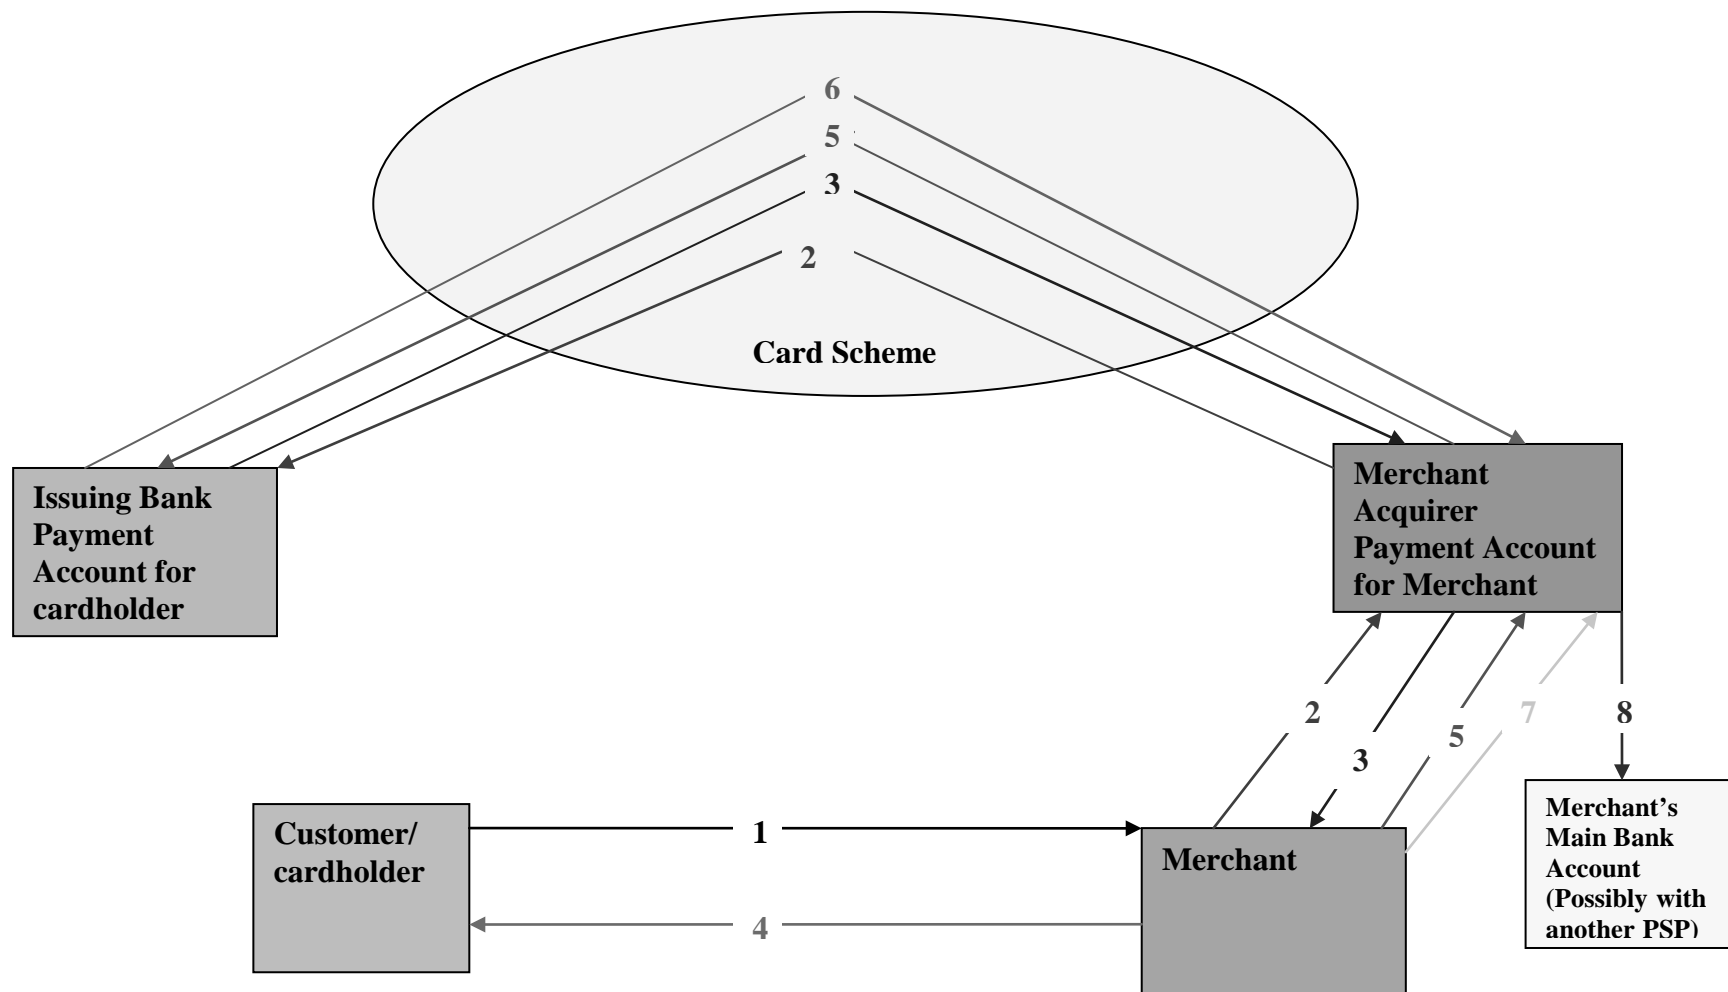 6
5
3
2
Card Scheme
Issuing Bank
Payment
Account for
cardholder
Merchant
Acquirer
Payment Account
for Merchant
2
3
5
7
8
Customer/
cardholder
1
4
Merchant
Merchant’s
Main Bank
Account
(Possibly with
another PSP)